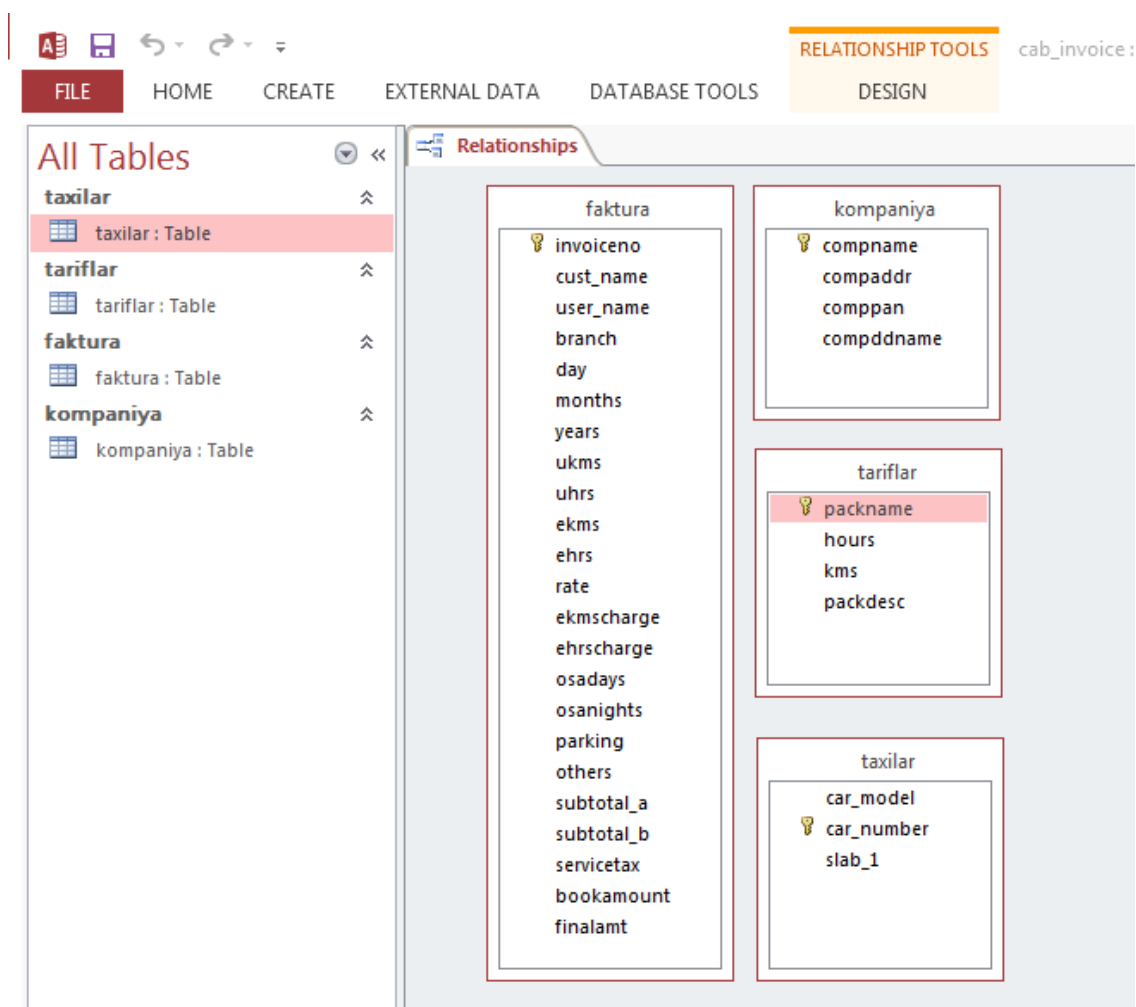 RELATIONSHIP TOOLS cab_invoice :
FILE HOME CREATE EXTERNAL DATA DATABASE TOOLS DESIGN
All Tables
taxilar
taxilar : Table
tariflar
tariflar : Table
faktura
faktura : Table
kompaniya
kompaniya : Table
Relationships
faktura
invoiceno
cust_name
user_name
branch
day
months
years
ukms
uhrs
ekms
ehrs
rate
ekmscharge
ehrscharge
osadays
osanights
parking
others
subtotal_a
subtotal_b
servicetax
bookamount
finalamt
kompaniya
compname
compaddr
comppan
compddname
tariflar
packname
hours
kms
packdesc
taxilar
car_model
car_number
slab_1